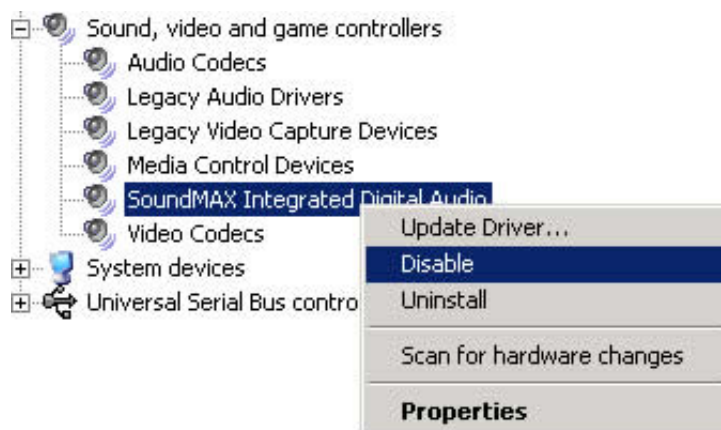 Sound, video and game controllers
Audio Codecs
Legacy Audio Drivers
Legacy Video Capture Devices
Media Control Devices
SoundMAX Integrated Digital Audio
Video Codecs
System devices
Universal Serial Bus contro
Update Driver...
Disable
Uninstall
Scan for hardware changes
Properties